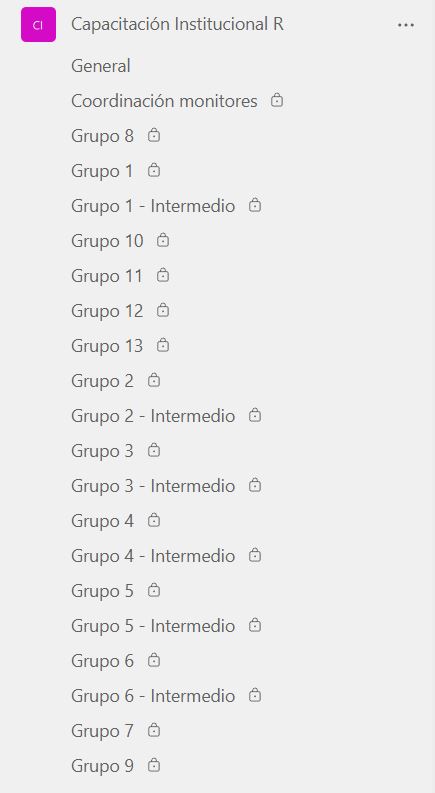 CI Capacitación Institucional R
General
Coordinación monitores
Grupo 8
Grupo 1
Grupo 1 - Intermedio
Grupo 10
Grupo 11
Grupo 12
Grupo 13
Grupo 2
Grupo 2 - Intermedio
Grupo 3
Grupo 3 - Intermedio
Grupo 4
Grupo 4 - Intermedio
Grupo 5
Grupo 5 - Intermedio
Grupo 6
Grupo 6 - Intermedio
Grupo 7
Grupo 9